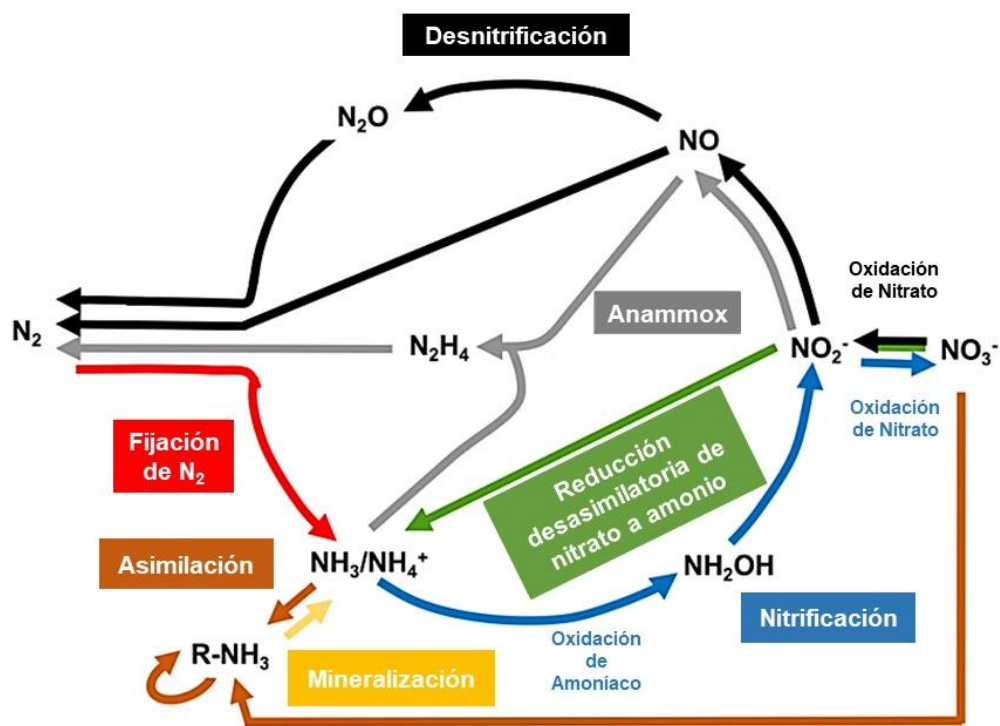 Desnitrificación
N₂O
NO
Oxidación
de Nitrato
Anammox
N₂
N₂H₄
NO₂⁻
NO₃⁻
Oxidación
de Nitrato
Fijación
de N₂
Reducción
desasimilatoria de
nitrato a amonio
Asimilación
NH₃/NH₄⁺
NH₂OH
Nitrificación
R-NH₃
Mineralización
Oxidación
de
Amoníaco